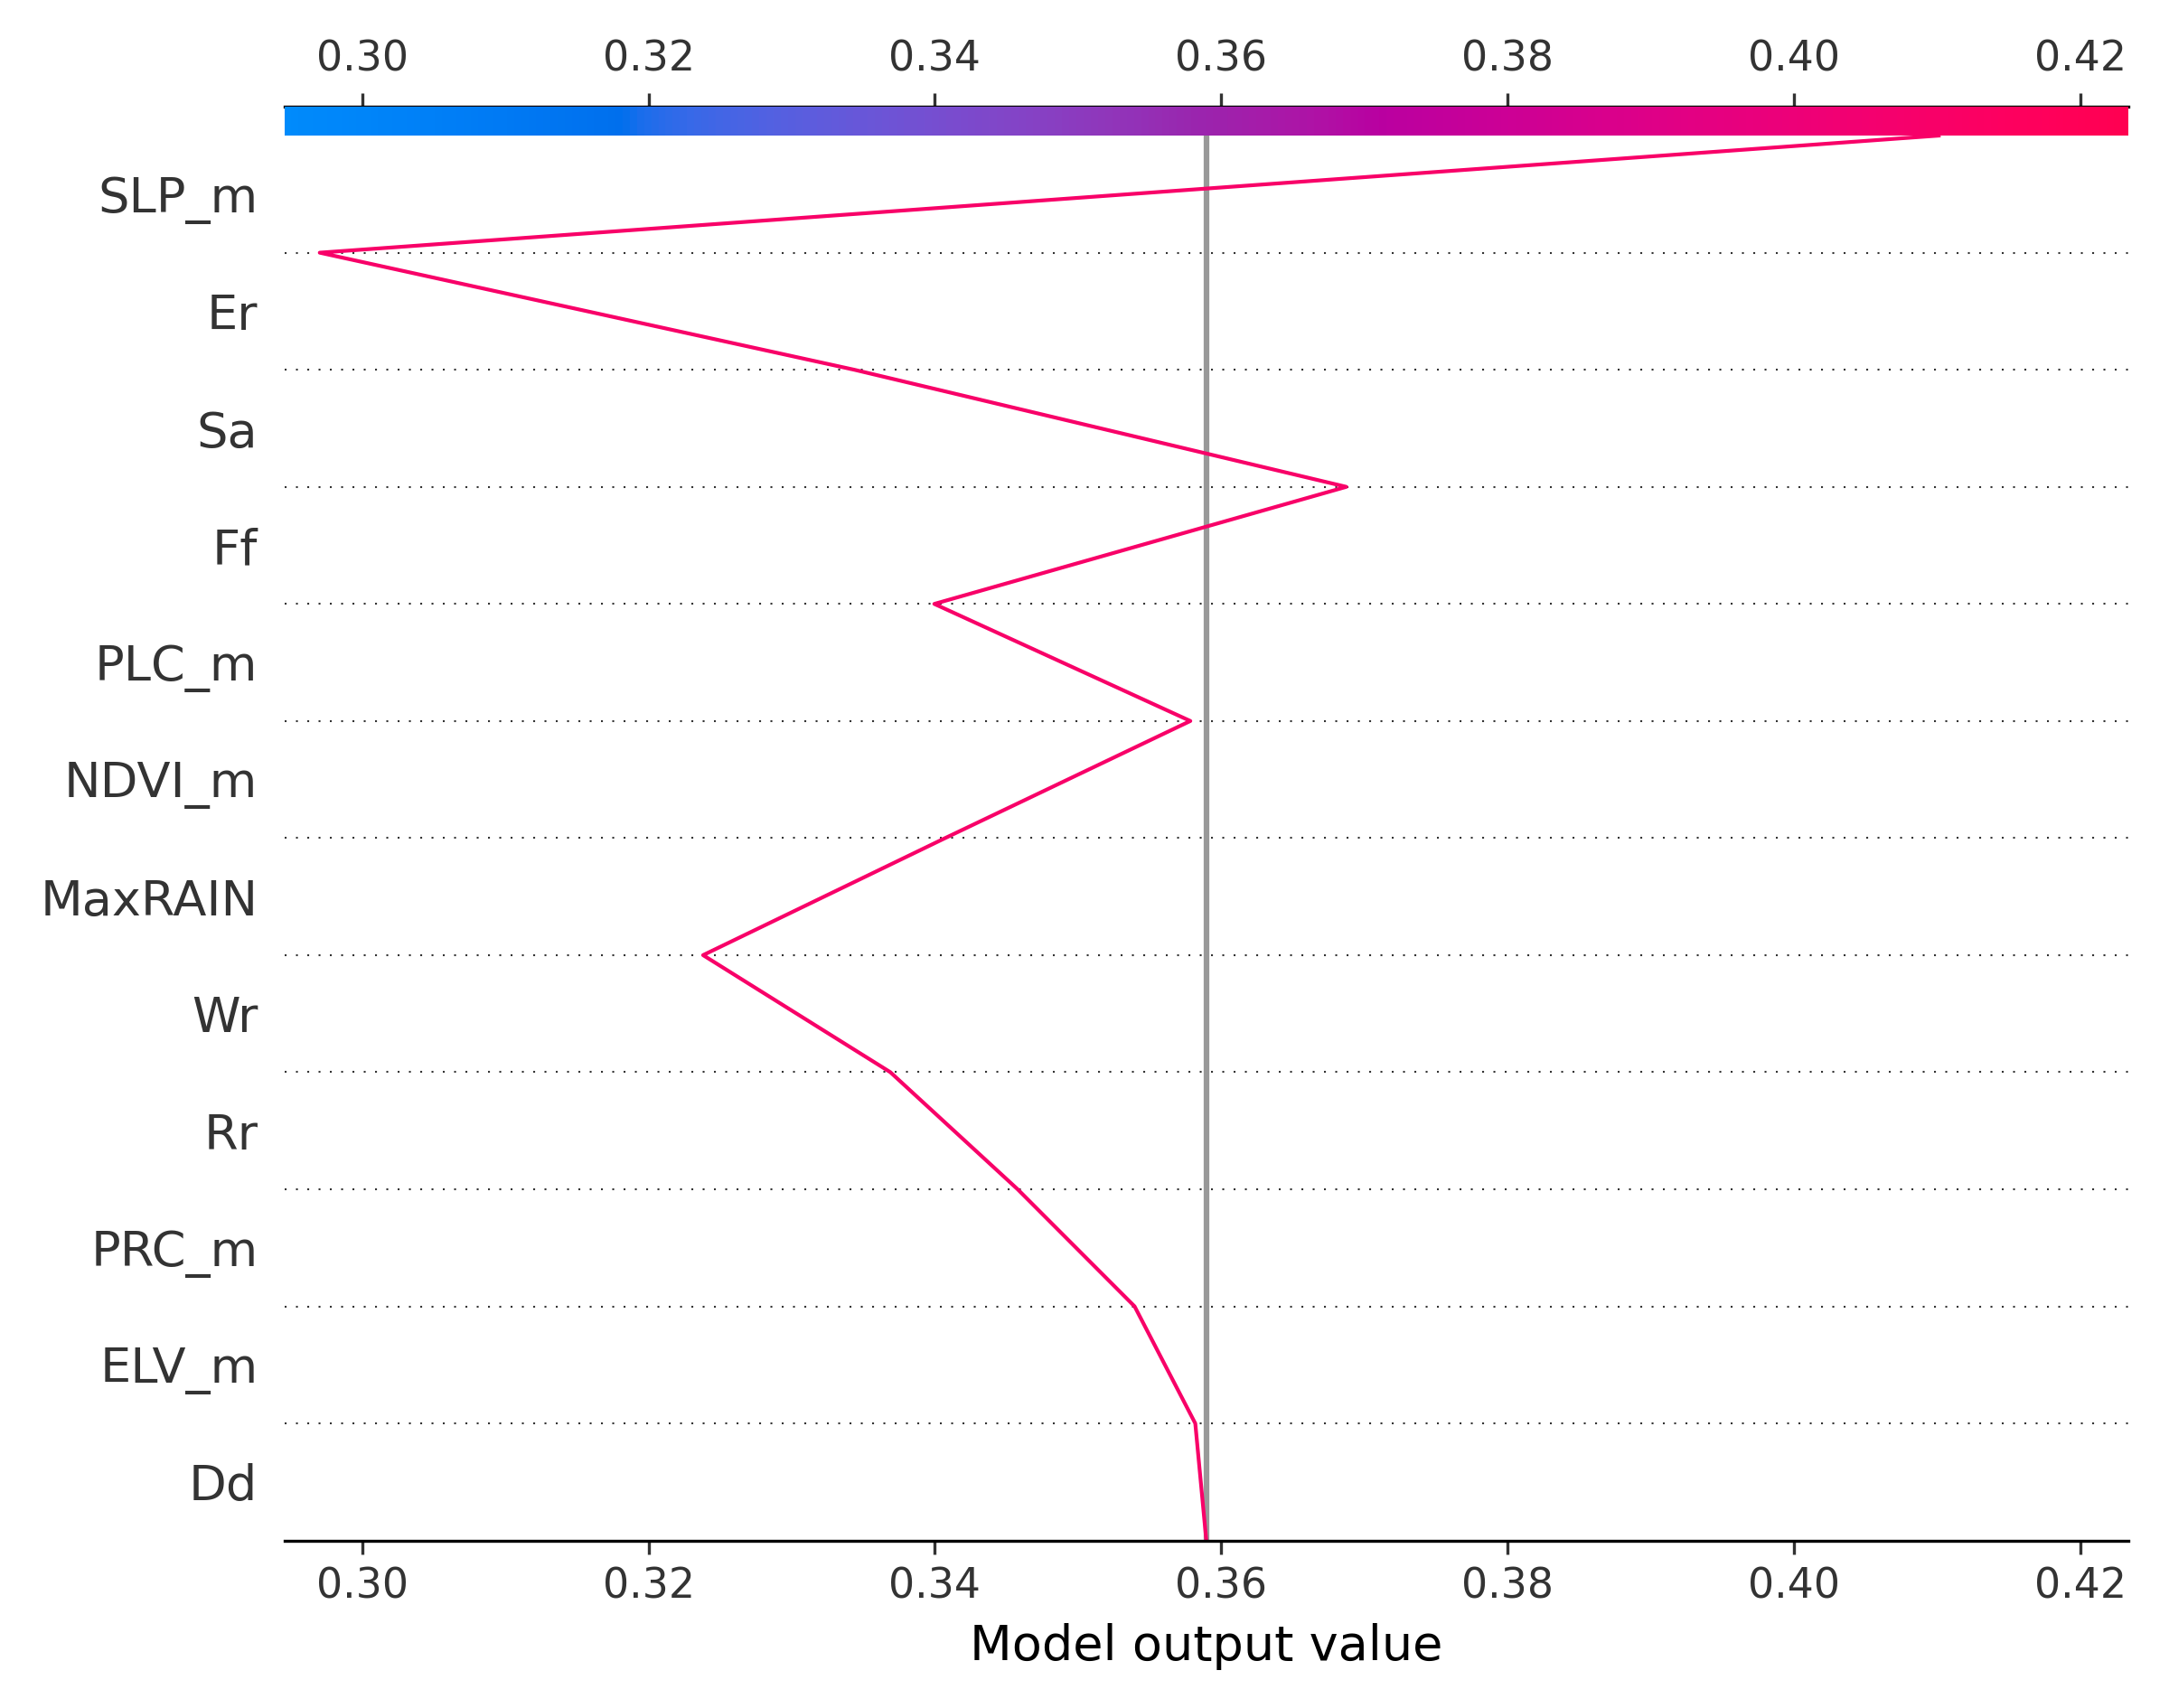 0.30 0.32 0.34 0.36 0.38 0.40 0.42
SLP_m
Er
Sa
Ff
PLC_m
NDVI_m
MaxRAIN
Wr
Rr
PRC_m
ELV_m
Dd
0.30 0.32 0.34 0.36 0.38 0.40 0.42
Model output value